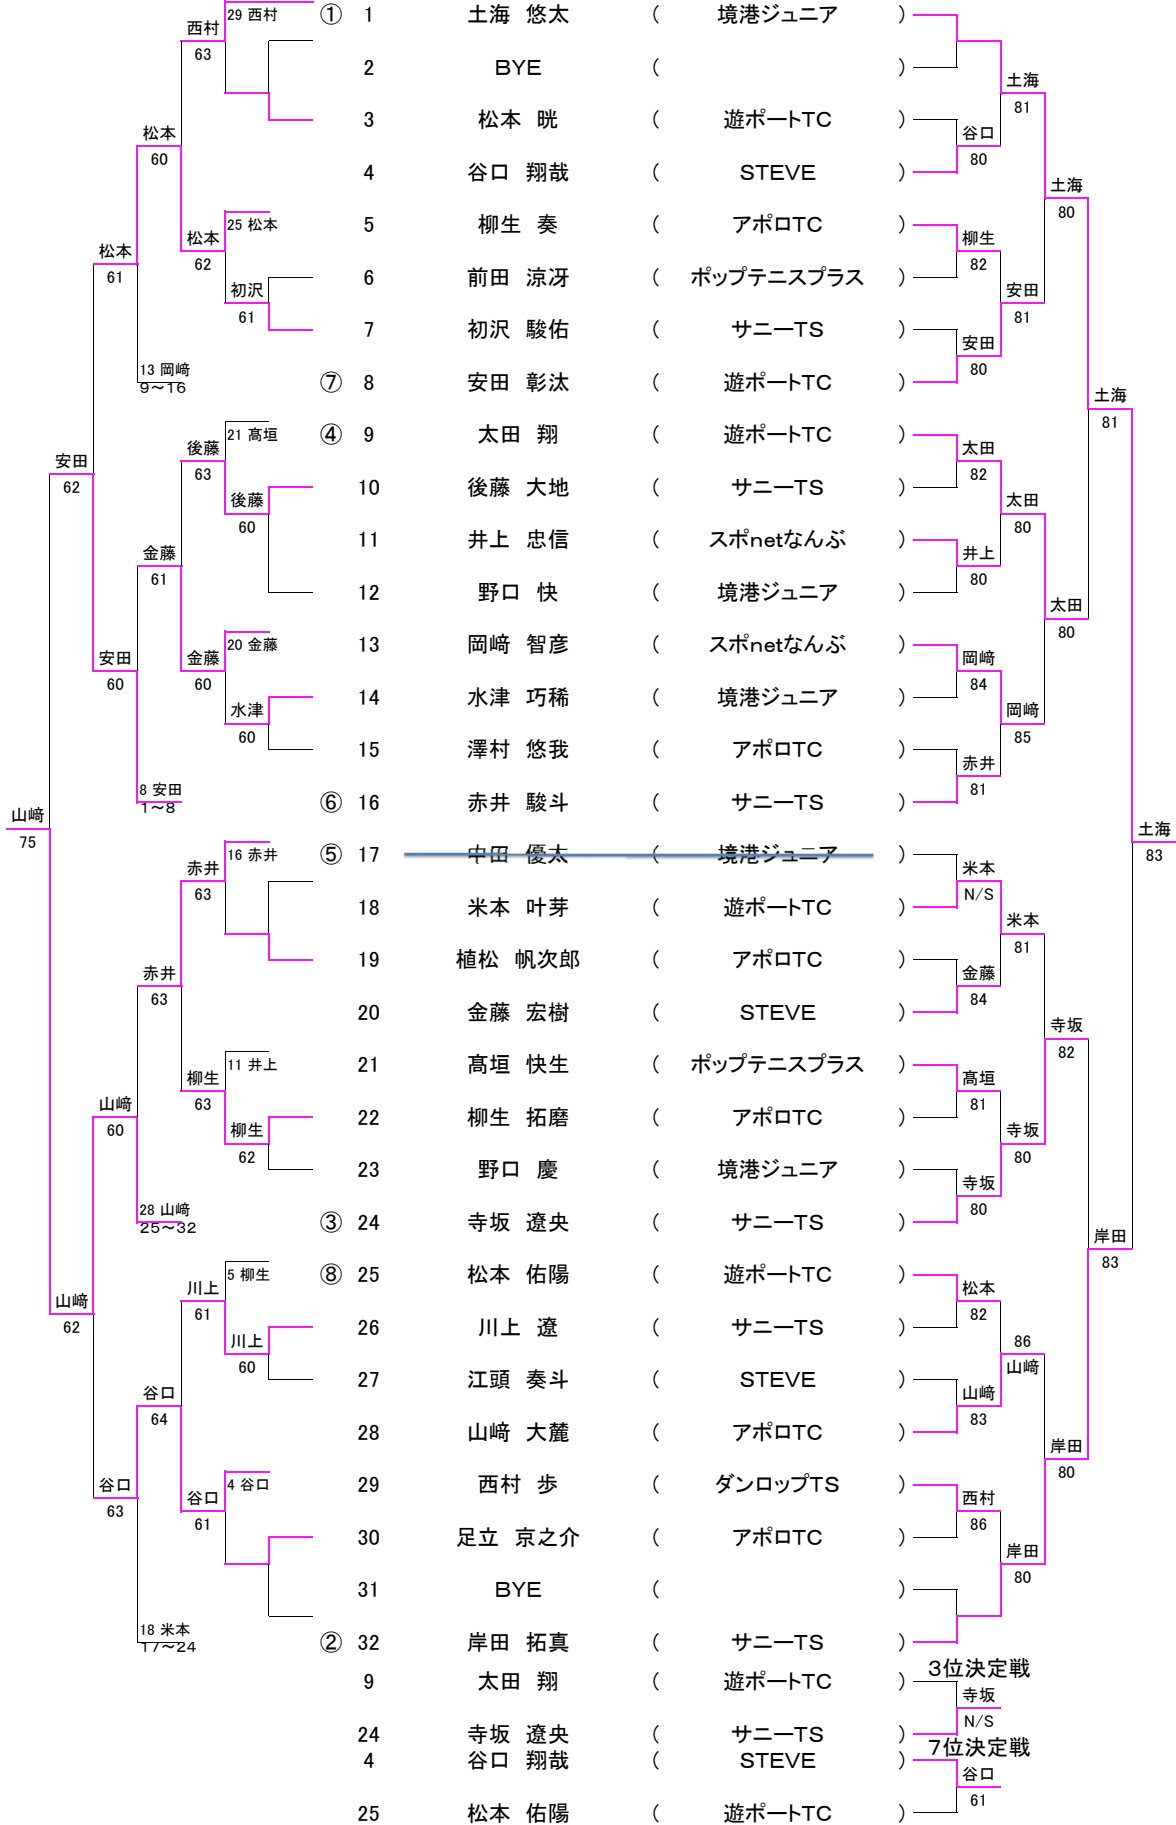 29 西村
① 1 土海 悠太 ( 境港ジュニア )
西村
63
2 BYE ( )
土海
81
3 松本 晄 ( 遊ポートTC )
松本
60
谷口
80
4 谷口 翔哉 ( STEVE )
土海
80
5 柳生 奏 ( アポロTC )
25 松本
松本
62
柳生
82
松本
61
6 前田 涼冴 ( ポップテニスプラス )
初沢
61
安田
81
7 初沢 駿佑 ( サニーTS )
安田
80
13 岡﨑
9～16
⑦ 8 安田 彰汰 ( 遊ポートTC )
土海
81
④ 9 太田 翔 ( 遊ポートTC )
21 髙垣
後藤
63
太田
82
安田
62
10 後藤 大地 ( サニーTS )
後藤
60
太田
80
11 井上 忠信 ( スポnetなんぶ )
金藤
61
井上
80
12 野口 快 ( 境港ジュニア )
太田
80
13 岡﨑 智彦 ( スポnetなんぶ )
20 金藤
安田
60
金藤
60
岡﨑
84
14 水津 巧稀 ( 境港ジュニア )
水津
60
岡﨑
85
15 澤村 悠我 ( アポロTC )
赤井
81
8 安田
1～8
⑥ 16 赤井 駿斗 ( サニーTS )
山﨑
75
土海
83
⑤ 17 中田 優太 ( 境港ジュニア )
16 赤井
赤井
63
米本
N/S
18 米本 叶芽 ( 遊ポートTC )
米本
81
19 植松 帆次郎 ( アポロTC )
赤井
63
金藤
84
20 金藤 宏樹 ( STEVE )
寺坂
82
21 髙垣 快生 ( ポップテニスプラス )
11 井上
柳生
63
髙垣
81
山﨑
60
22 柳生 拓磨 ( アポロTC )
柳生
62
寺坂
80
23 野口 慶 ( 境港ジュニア )
寺坂
80
28 山﨑
25～32
③ 24 寺坂 遼央 ( サニーTS )
岸田
83
⑧ 25 松本 佑陽 ( 遊ポートTC )
5 柳生
川上
61
松本
82
山﨑
62
26 川上 遼 ( サニーTS )
川上
60
86
山﨑
27 江頭 奏斗 ( STEVE )
谷口
64
山﨑
83
28 山﨑 大麓 ( アポロTC )
岸田
80
29 西村 歩 ( ダンロップTS )
4 谷口
谷口
63
谷口
61
西村
86
30 足立 京之介 ( アポロTC )
岸田
80
31 BYE ( )
18 米本
17～24
② 32 岸田 拓真 ( サニーTS )
3位決定戦
9 太田 翔 ( 遊ポートTC )
寺坂
N/S
24 寺坂 遼央 ( サニーTS )
7位決定戦
4 谷口 翔哉 ( STEVE )
谷口
61
25 松本 佑陽 ( 遊ポートTC )